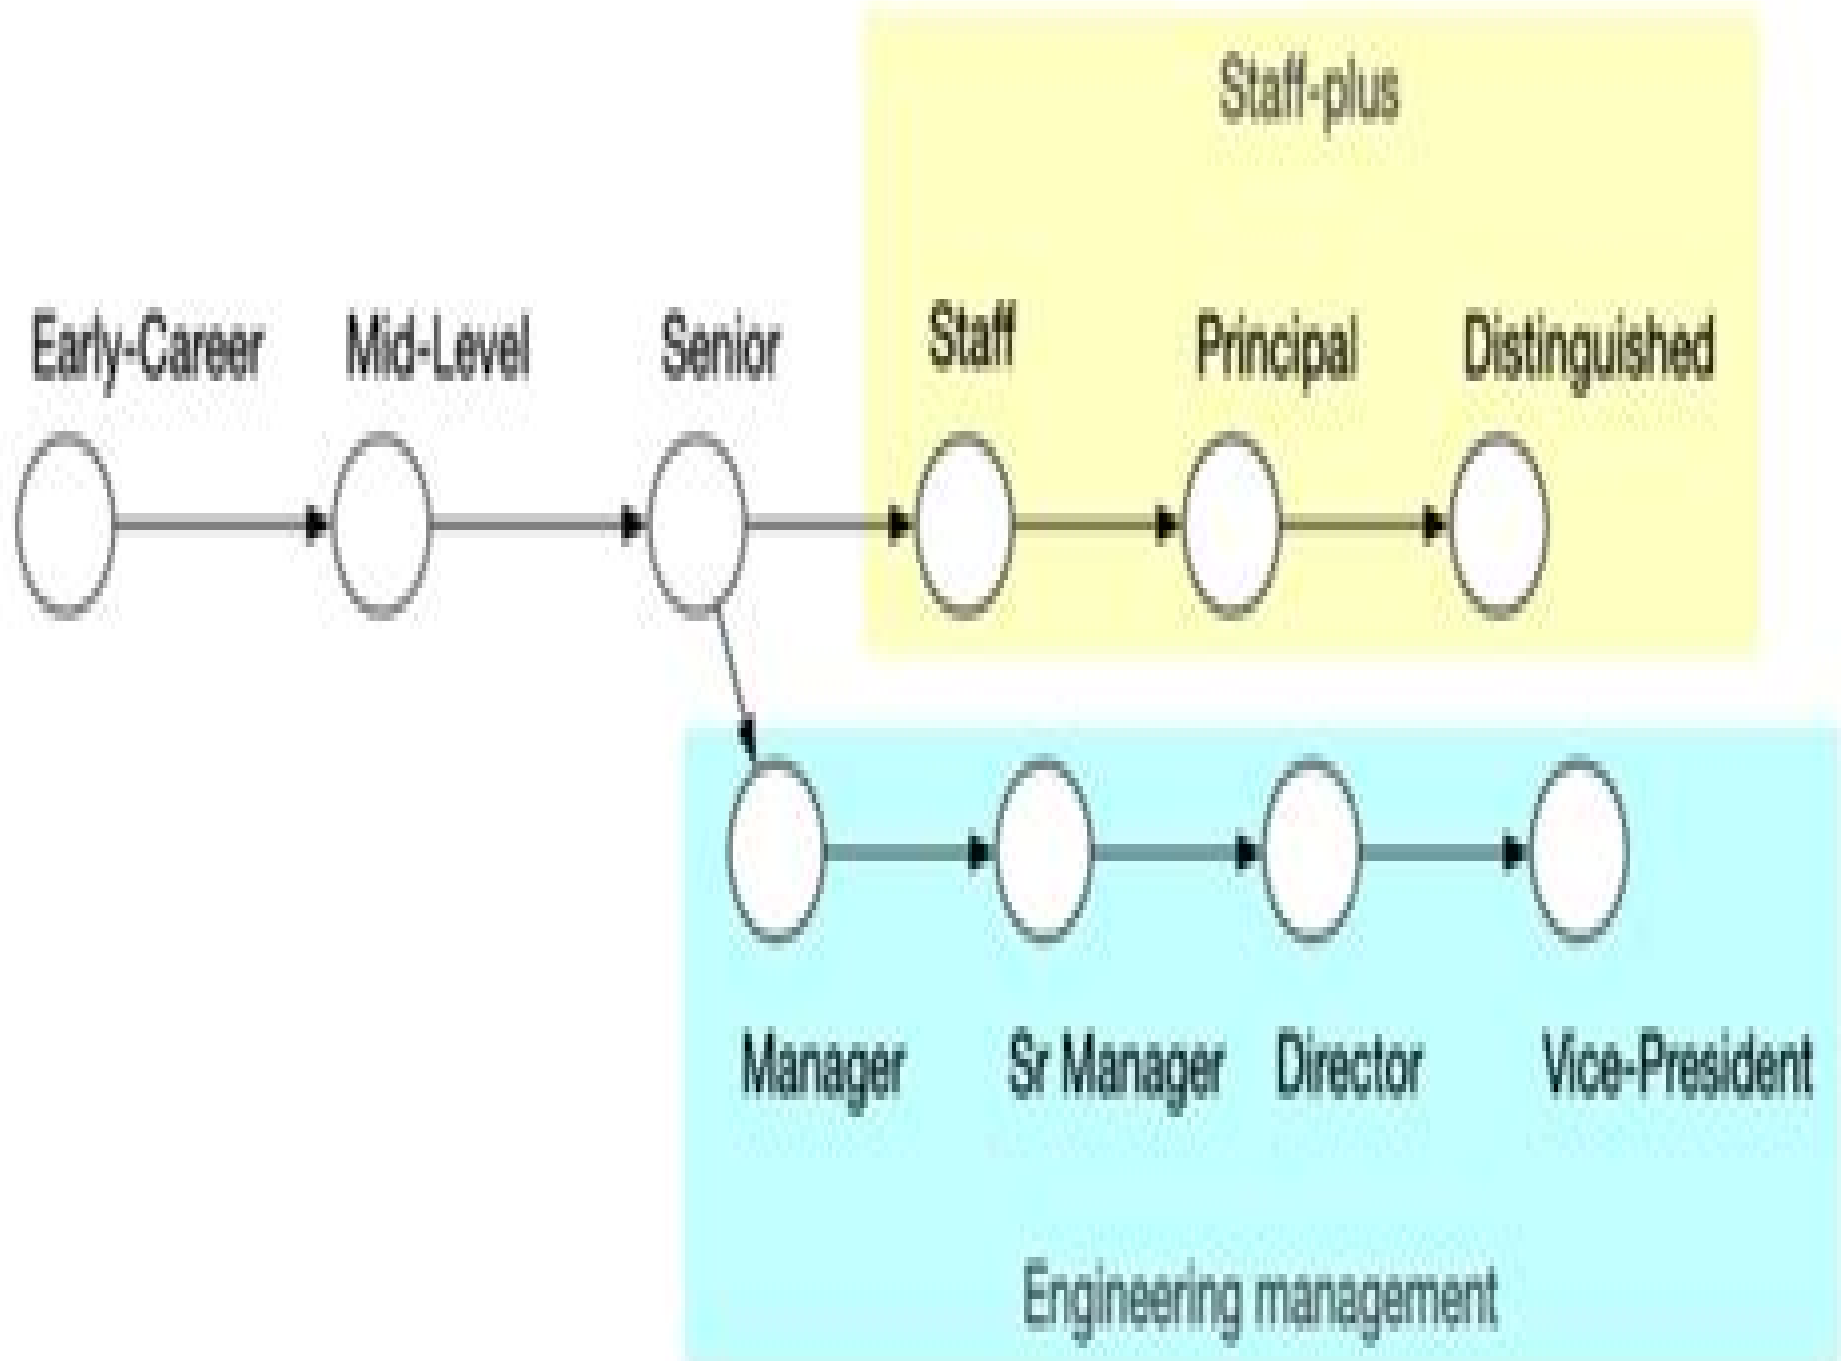 Staff-plus
Early-Career Mid-Level Senior Staff Principal Distinguished
Manager Sr Manager Director Vice-President
Engineering management